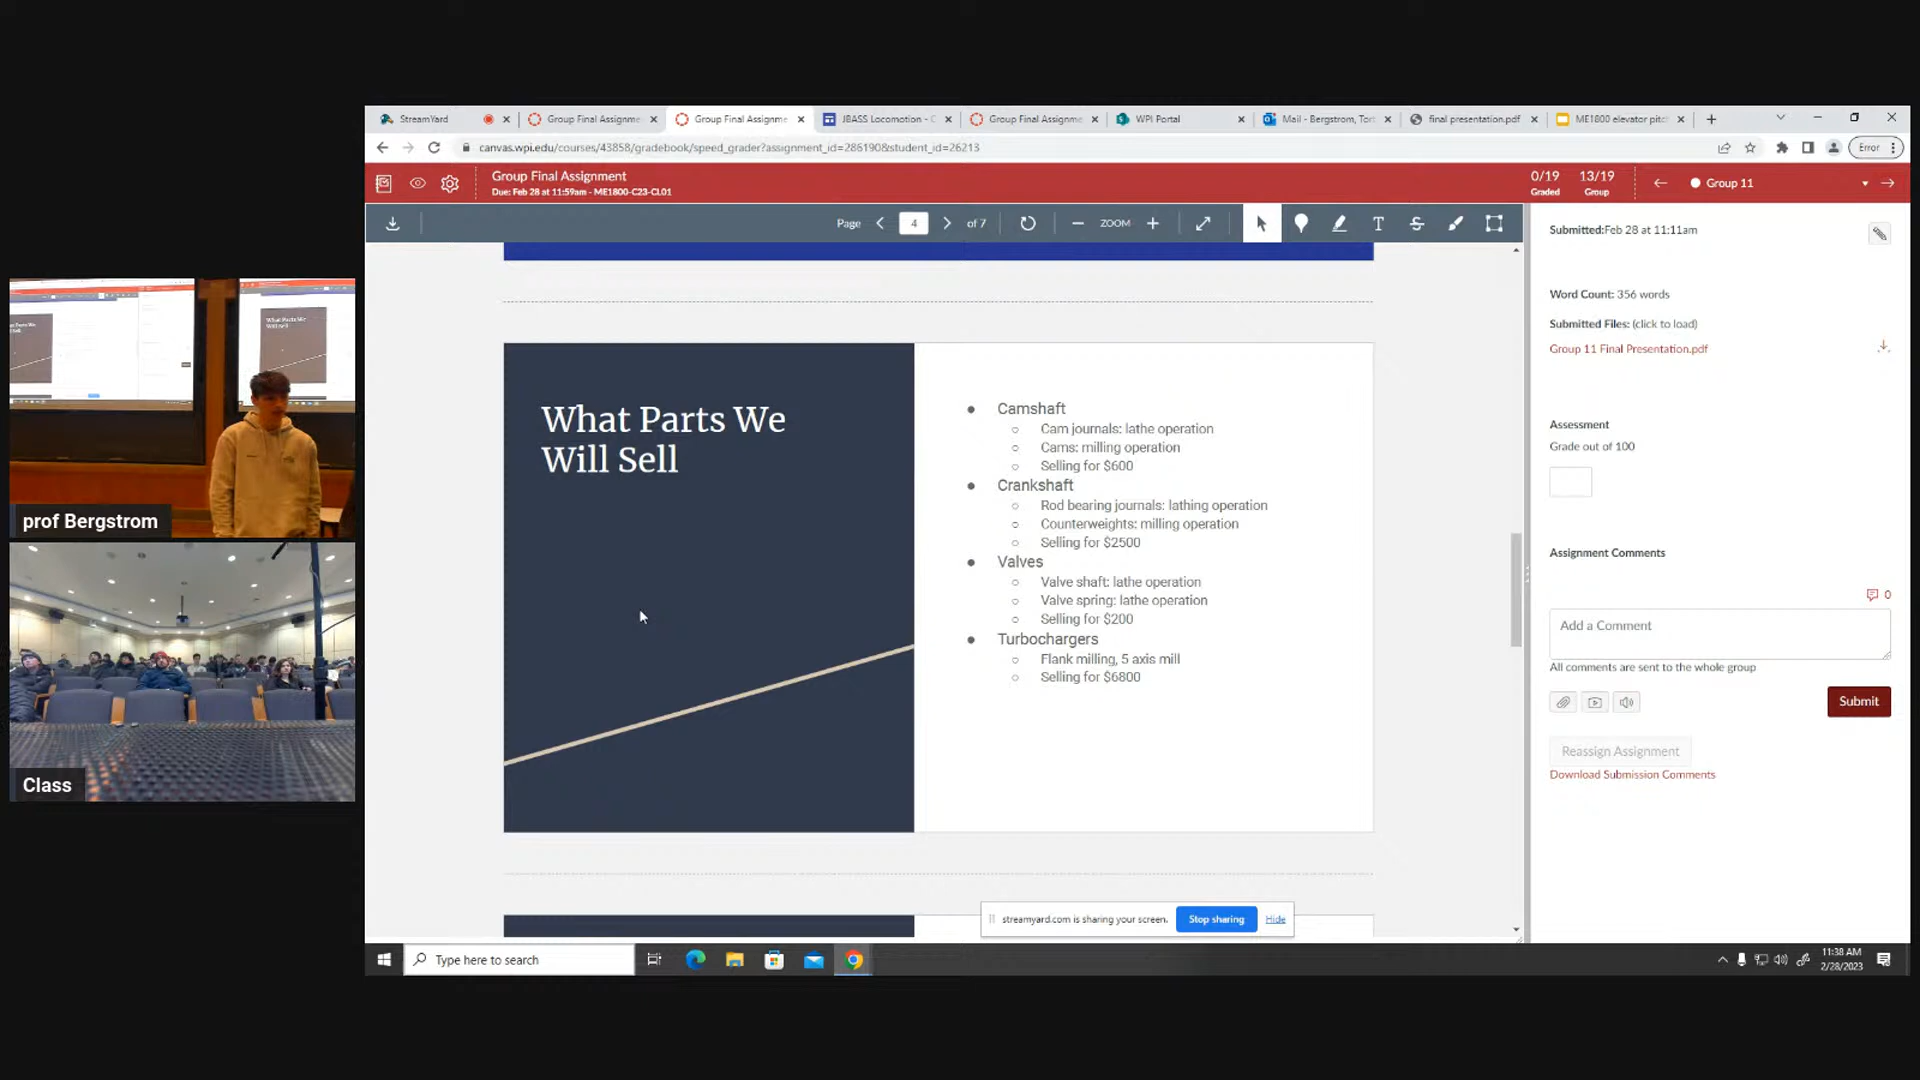 StreamYard
Group Final Assignme
Group Final Assignme
JBASS Locomotion - C
Group Final Assignme
WPI Portal
Mail - Bergstrom, Tor
final presentation.pdf
ME1800 elevator pitc
canvas.wpi.edu/courses/43858/gradebook/speed_grader?assignment_id=286190&student_id=26213
Error
Group Final Assignment
Due: Feb 28 at 11:59am - ME1800-C23-CL01
0/19
Graded
13/19
Group
Group 11
Page
4
of 7
ZOOM
Submitted:Feb 28 at 11:11am
Word Count: 356 words
Submitted Files: (click to load)
Group 11 Final Presentation.pdf
Assessment
Grade out of 100
Assignment Comments
0
Add a Comment
All comments are sent to the whole group
Submit
Reassign Assignment
Download Submission Comments
What Parts We
Will Sell
Camshaft
Cam journals: lathe operation
Cams: milling operation
Selling for $600
Crankshaft
Rod bearing journals: lathing operation
Counterweights: milling operation
Selling for $2500
Valves
Valve shaft: lathe operation
Valve spring: lathe operation
Selling for $200
Turbochargers
Flank milling, 5 axis mill
Selling for $6800
What Parts We
Will Sell
prof Bergstrom
Class
streamyard.com is sharing your screen.
Stop sharing
Hide
Type here to search
11:38 AM
2/28/2023